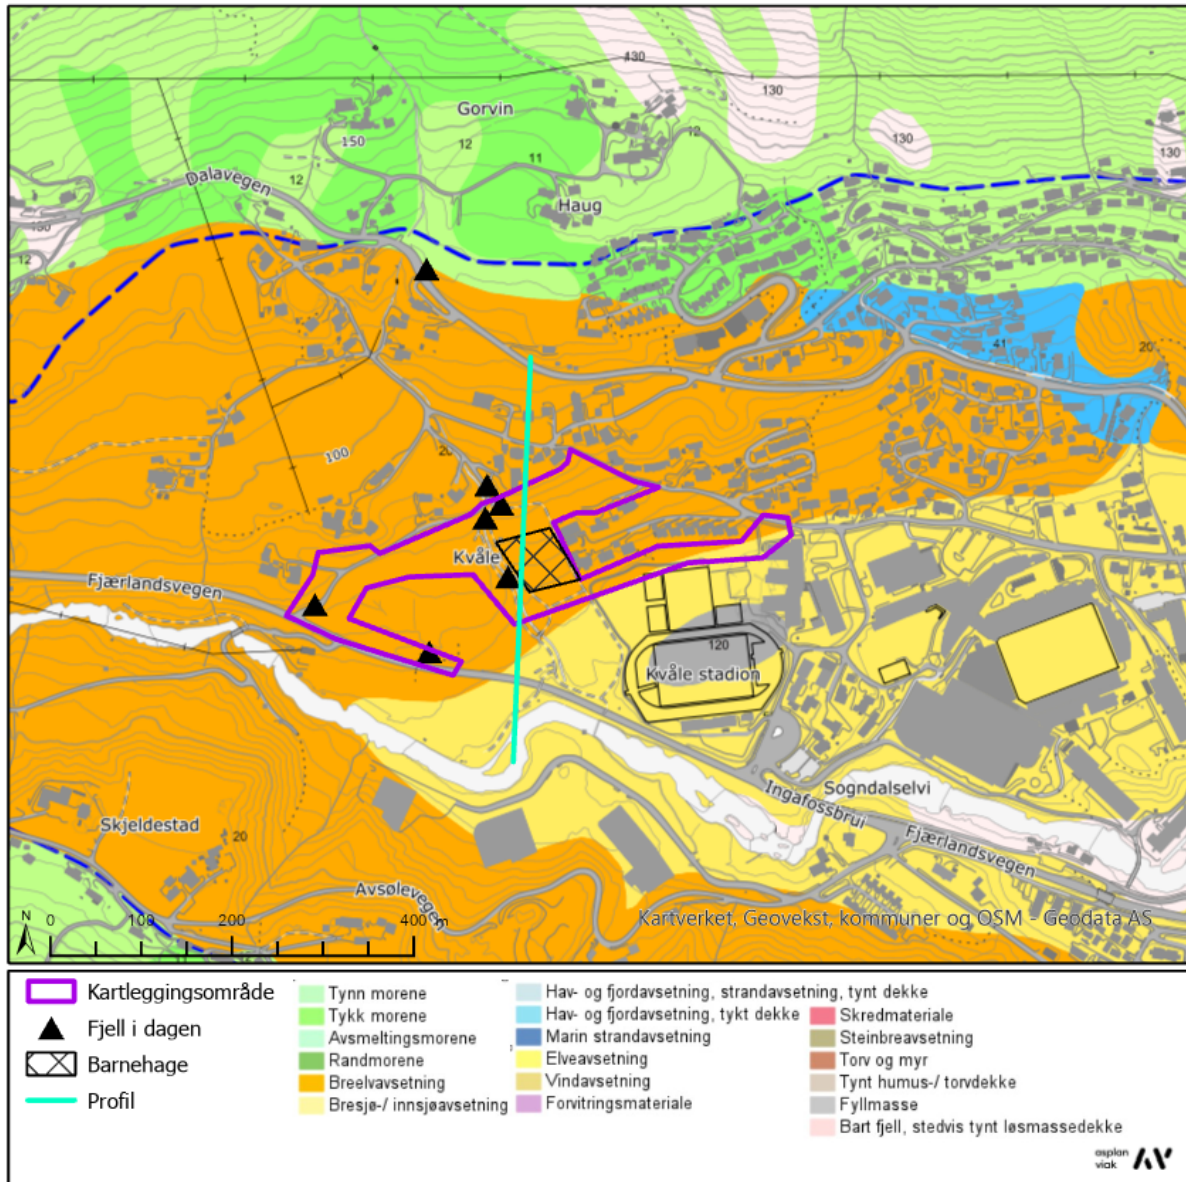 130
130
Gorvin
150
12
12
130
130
11
12
Dalavegen
Haug
150
12
41
20
20
100
Kvåle
Fjærlandsvegen
120
Kvåle stadion
Sogndalselvi
Ingafossbrui
Skjeldestad
20
Fjærlandsvegen
Avsølevegen
N 0 100 200 400 m
Kartverket, Geovekst, kommuner og OSM - Geodata AS
Kartleggingsområde
Fjell i dagen
Barnehage
Profil
Tynn morene
Tykk morene
Avsmeltingsmorene
Randmorene
Breelvavsetning
Bresjø-/ innsjøavsetning
Hav- og fjordavsetning, strandavsetning, tynt dekke
Hav- og fjordavsetning, tykt dekke
Marin strandavsetning
Elveavsetning
Vindavsetning
Forvitringsmateriale
Skredmateriale
Steinbreavsetning
Torv og myr
Tynt humus-/ torvdekke
Fyllmasse
Bart fjell, stedvis tynt løsmassedekke
asplan
viak